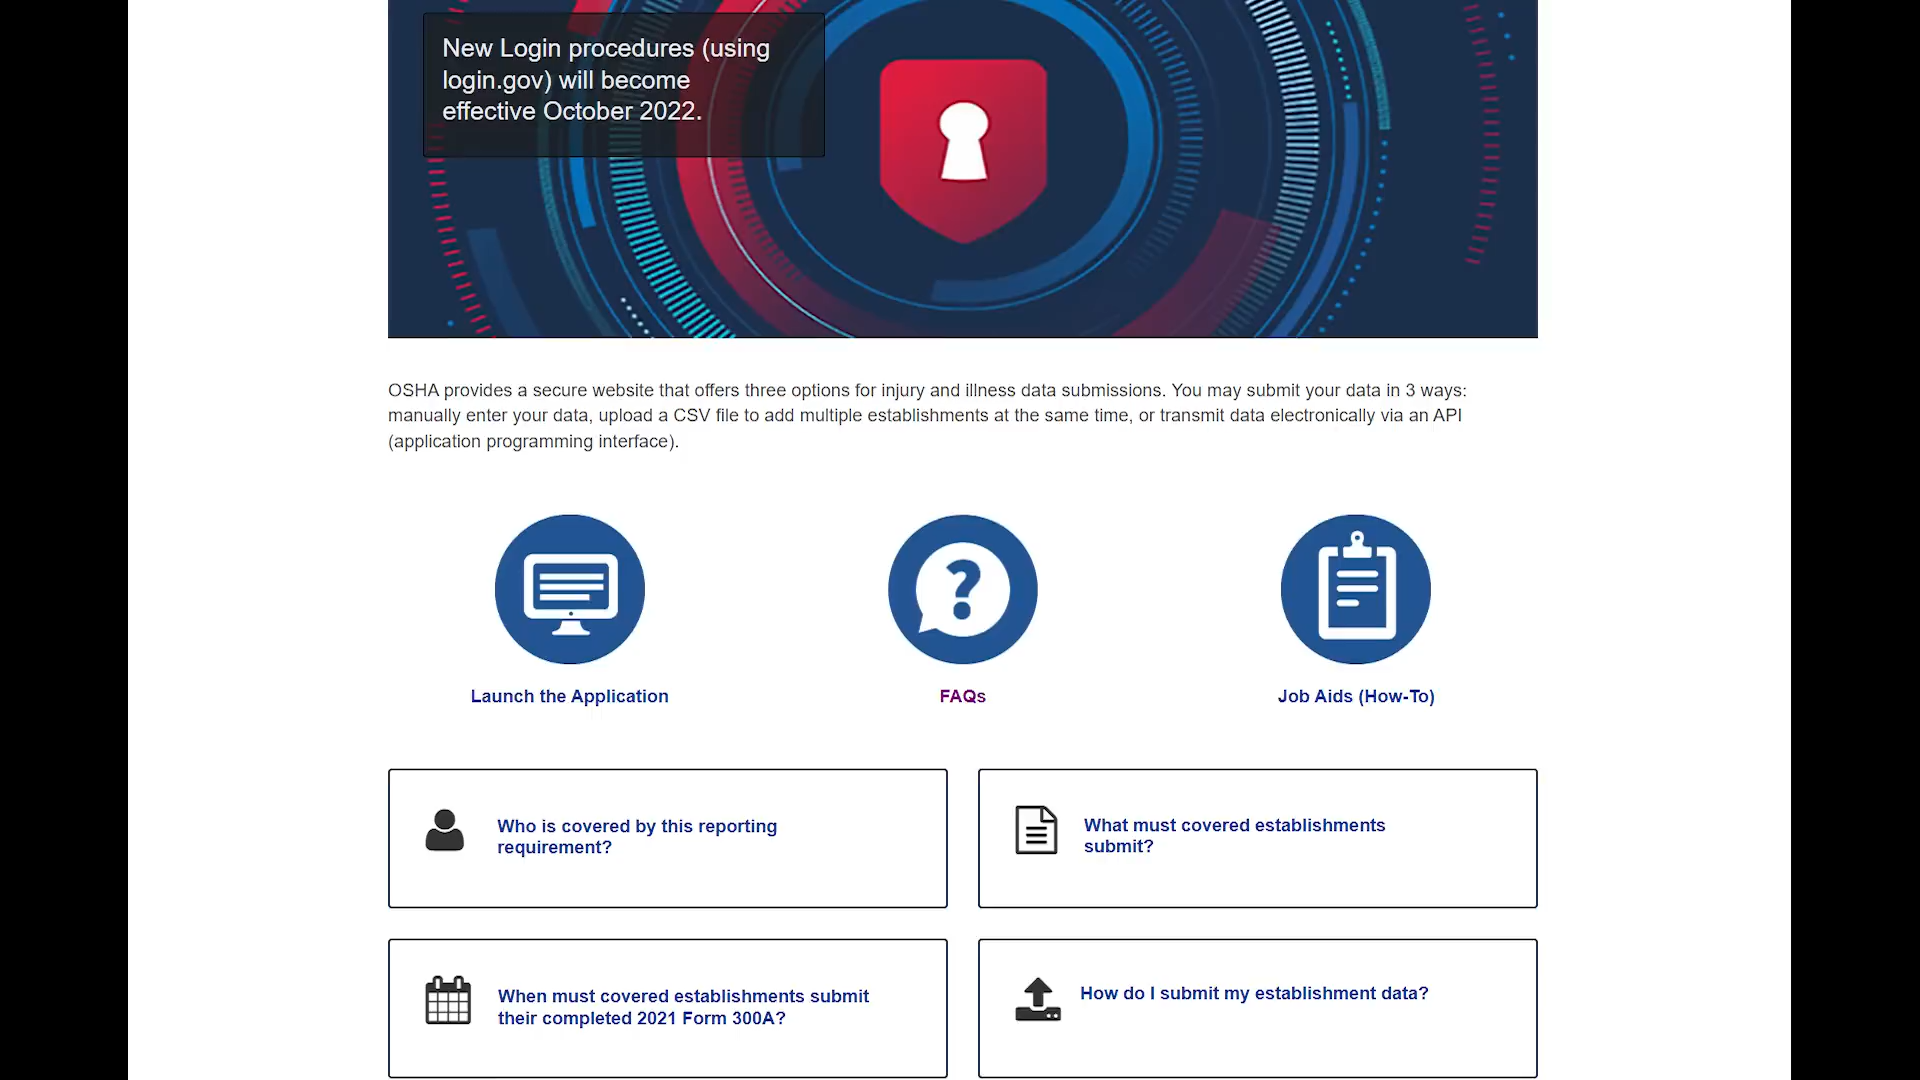 New Login procedures (using
login.gov) will become
effective October 2022.
OSHA provides a secure website that offers three options for injury and illness data submissions. You may submit your data in 3 ways:
manually enter your data, upload a CSV file to add multiple establishments at the same time, or transmit data electronically via an API
(application programming interface).
Launch the Application
FAQs
Job Aids (How-To)
Who is covered by this reporting
requirement?
What must covered establishments
submit?
When must covered establishments submit
their completed 2021 Form 300A?
How do I submit my establishment data?